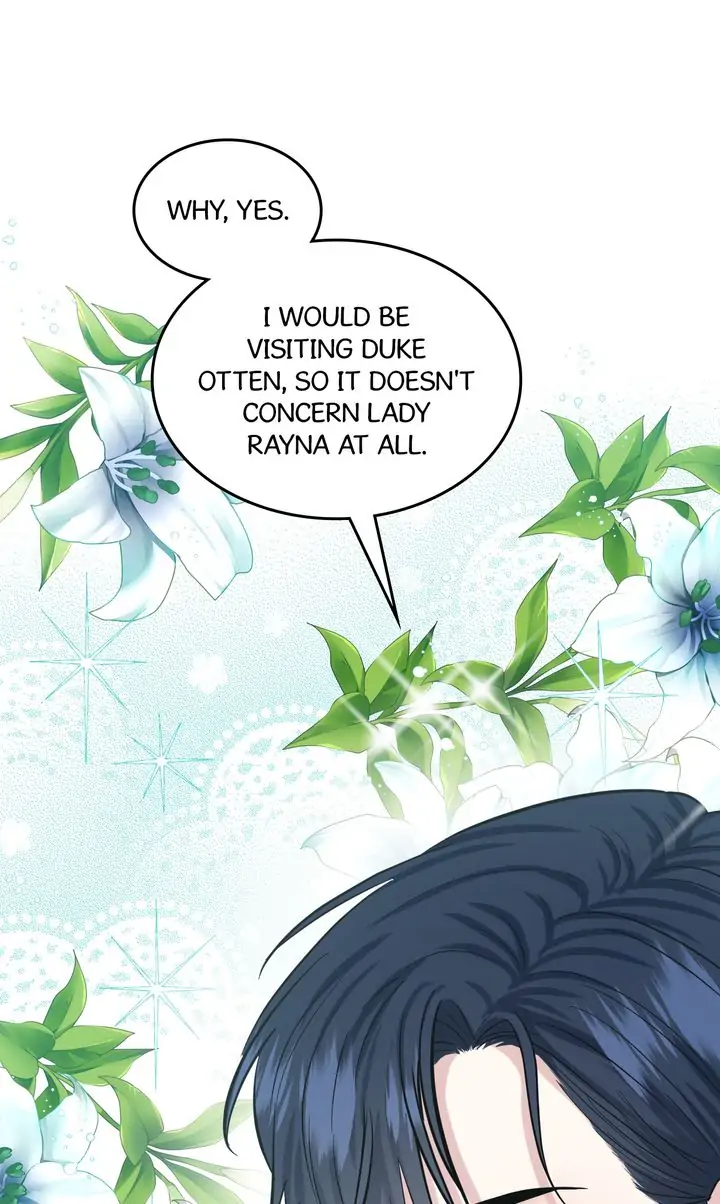 WHY, YES.
I WOULD BE
VISITING DUKE
OTTEN, SO IT DOESN'T
CONCERN LADY
RAYNA AT ALL.